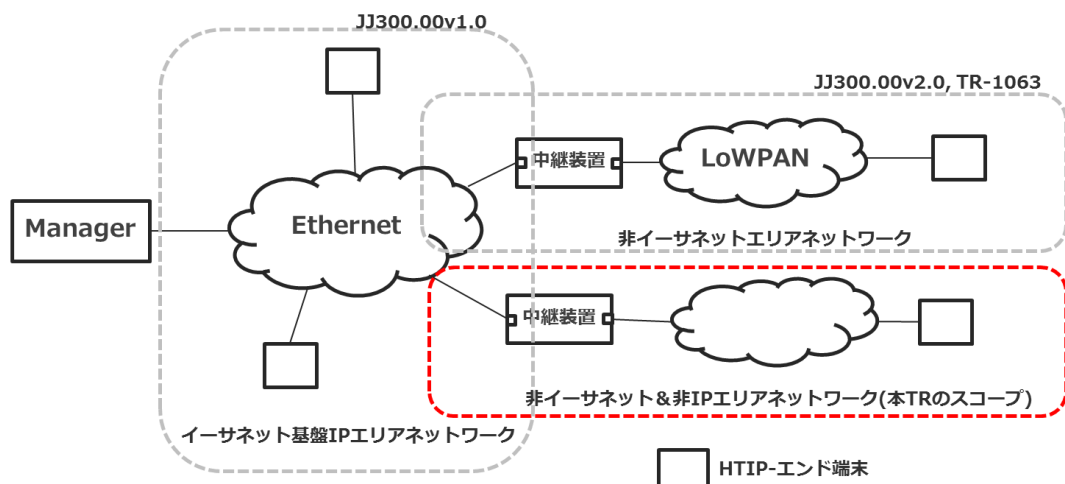 JJ300.00v1.0
JJ300.00v2.0, TR-1063
中継装置
LoWPAN
Manager
Ethernet
非イーサネットエリアネットワーク
中継装置
非イーサネット＆非IPエリアネットワーク(本TRのスコープ)
イーサネット基盤IPエリアネットワーク
HTIP-エンド端末